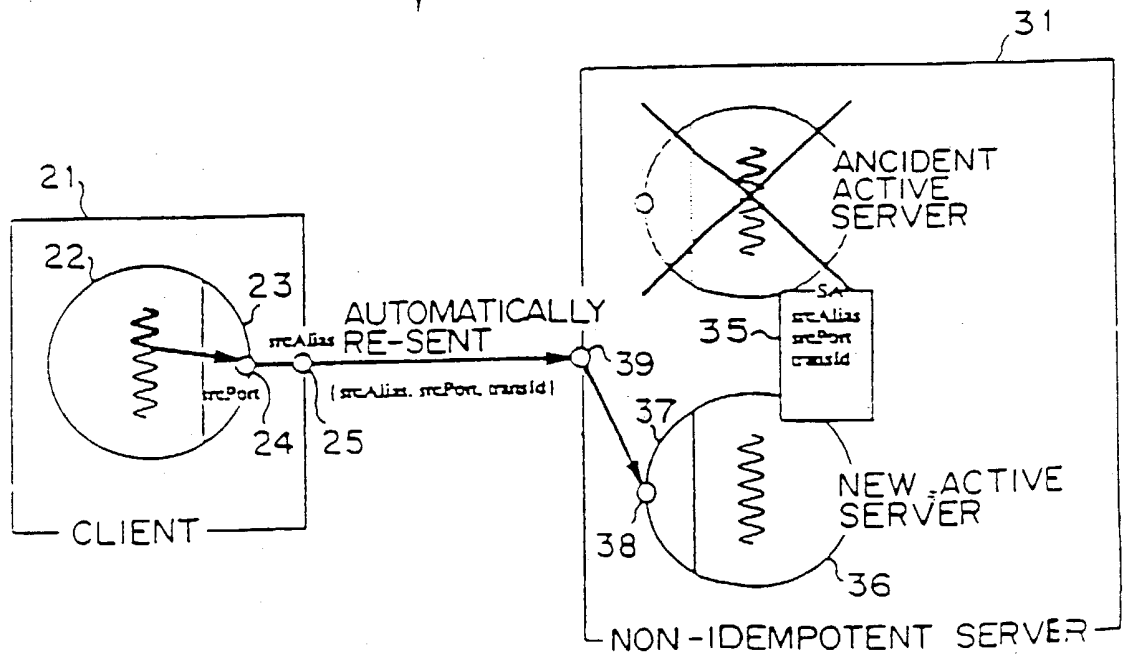 31
ANCIDENT
ACTIVE
SERVER
21
22
23
AUTOMATICALLY
RE-SENT
srcAlias
srcPort
(srcAlias, srcPort, transId)
24
25
39
35
SA
srcAlias
srcPort
transId
37
38
NEW ACTIVE
SERVER
36
CLIENT
NON-IDEMPOTENT SERVER